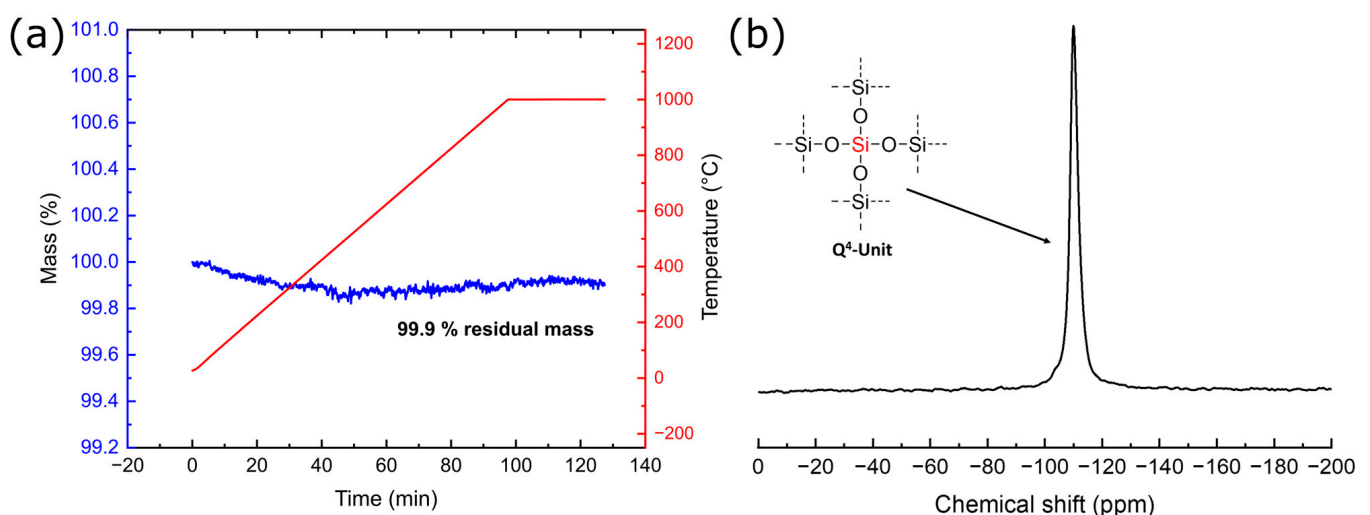 (a)
101.0
100.8
100.6
100.4
100.2
100.0
99.8
99.6
99.4
99.2
Mass (%)
−20 0 20 40 60 80 100 120 140
Time (min)
1200
1000
800
600
400
200
0
−200
Temperature (°C)
99.9 % residual mass
(b)
Si
O
Si O Si O Si
O
Si
Q⁴-Unit
0 −20 −40 −60 −80 −100 −120 −140 −160 −180 −200
Chemical shift (ppm)